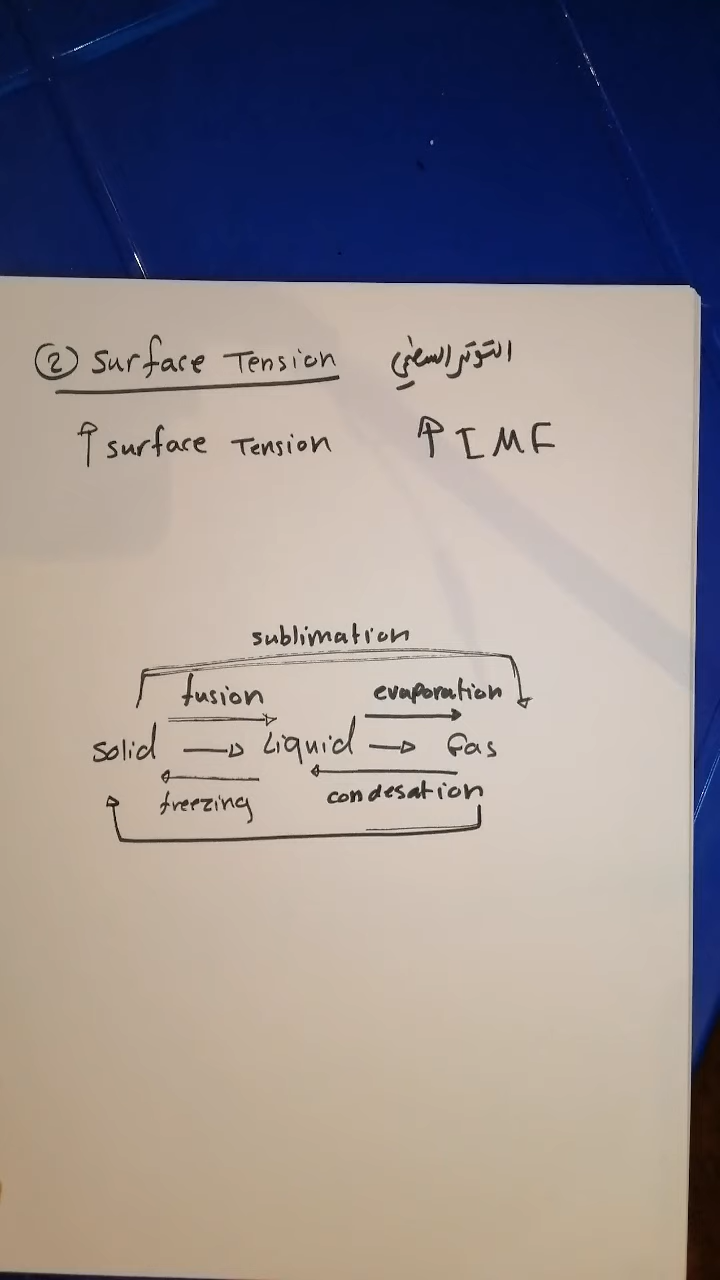 ② Surface Tension التوتر السطحي
↑ surface Tension ↑ IMF
sublimation
fusion evaporation
solid → Liquid → Gas
freezing condesation